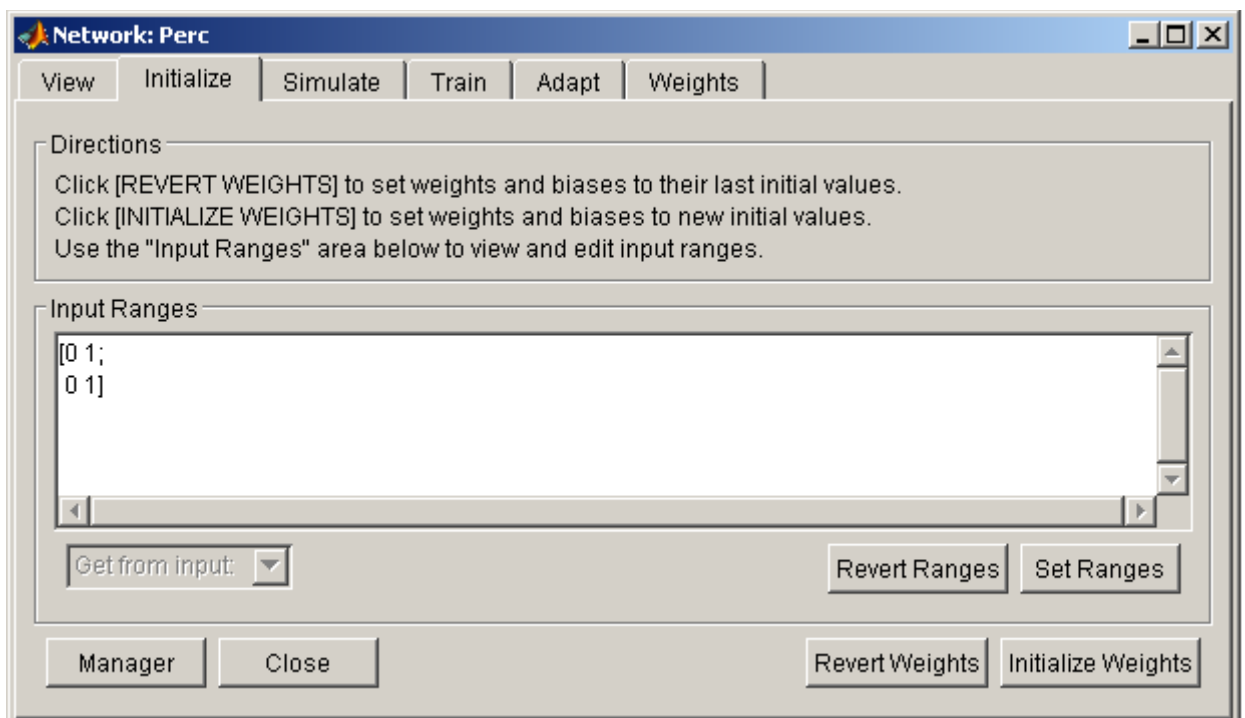 Network: Perc
View Initialize Simulate Train Adapt Weights
Directions
Click [REVERT WEIGHTS] to set weights and biases to their last initial values.
Click [INITIALIZE WEIGHTS] to set weights and biases to new initial values.
Use the "Input Ranges" area below to view and edit input ranges.
Input Ranges
[0 1;
0 1]
Get from input: Revert Ranges Set Ranges
Manager Close Revert Weights Initialize Weights